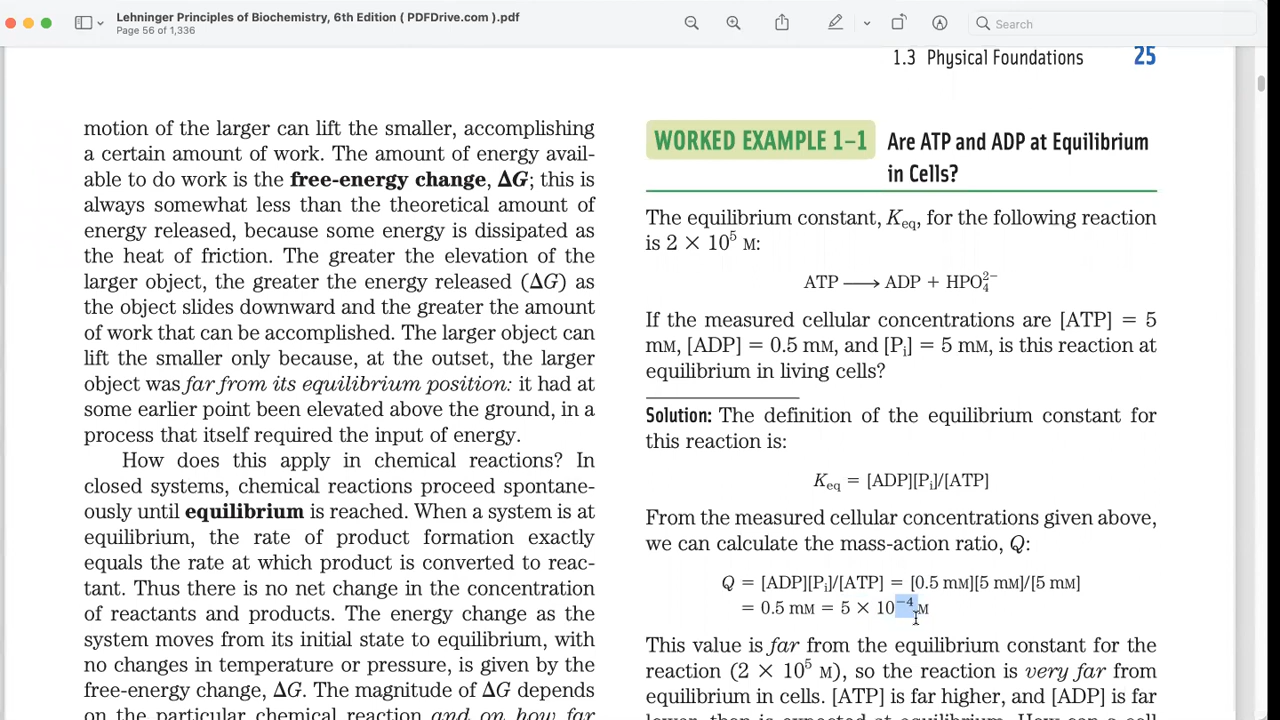 Lehninger Principles of Biochemistry, 6th Edition ( PDFDrive.com ).pdf
Page 56 of 1,336
Search
1.3 Physical Foundations 25
motion of the larger can lift the smaller, accomplishing
a certain amount of work. The amount of energy avail-
able to do work is the free-energy change, ΔG; this is
always somewhat less than the theoretical amount of
energy released, because some energy is dissipated as
the heat of friction. The greater the elevation of the
larger object, the greater the energy released (ΔG) as
the object slides downward and the greater the amount
of work that can be accomplished. The larger object can
lift the smaller only because, at the outset, the larger
object was far from its equilibrium position: it had at
some earlier point been elevated above the ground, in a
process that itself required the input of energy.
How does this apply in chemical reactions? In
closed systems, chemical reactions proceed spontane-
ously until equilibrium is reached. When a system is at
equilibrium, the rate of product formation exactly
equals the rate at which product is converted to reac-
tant. Thus there is no net change in the concentration
of reactants and products. The energy change as the
system moves from its initial state to equilibrium, with
no changes in temperature or pressure, is given by the
free-energy change, ΔG. The magnitude of ΔG depends
on the particular chemical reaction and on how far
WORKED EXAMPLE 1–1 Are ATP and ADP at Equilibrium
in Cells?
The equilibrium constant, Keq, for the following reaction
is 2 × 10⁵ M:
ATP ⟶ ADP + HPO₄²⁻
If the measured cellular concentrations are [ATP] = 5
mM, [ADP] = 0.5 mM, and [Pi] = 5 mM, is this reaction at
equilibrium in living cells?
Solution: The definition of the equilibrium constant for
this reaction is:
Keq = [ADP][Pi]/[ATP]
From the measured cellular concentrations given above,
we can calculate the mass-action ratio, Q:
Q = [ADP][Pi]/[ATP] = [0.5 mM][5 mM]/[5 mM]
= 0.5 mM = 5 × 10⁻⁴ M
This value is far from the equilibrium constant for the
reaction (2 × 10⁵ M), so the reaction is very far from
equilibrium in cells. [ATP] is far higher, and [ADP] is far
lower, than is expected at equilibrium. How can a cell